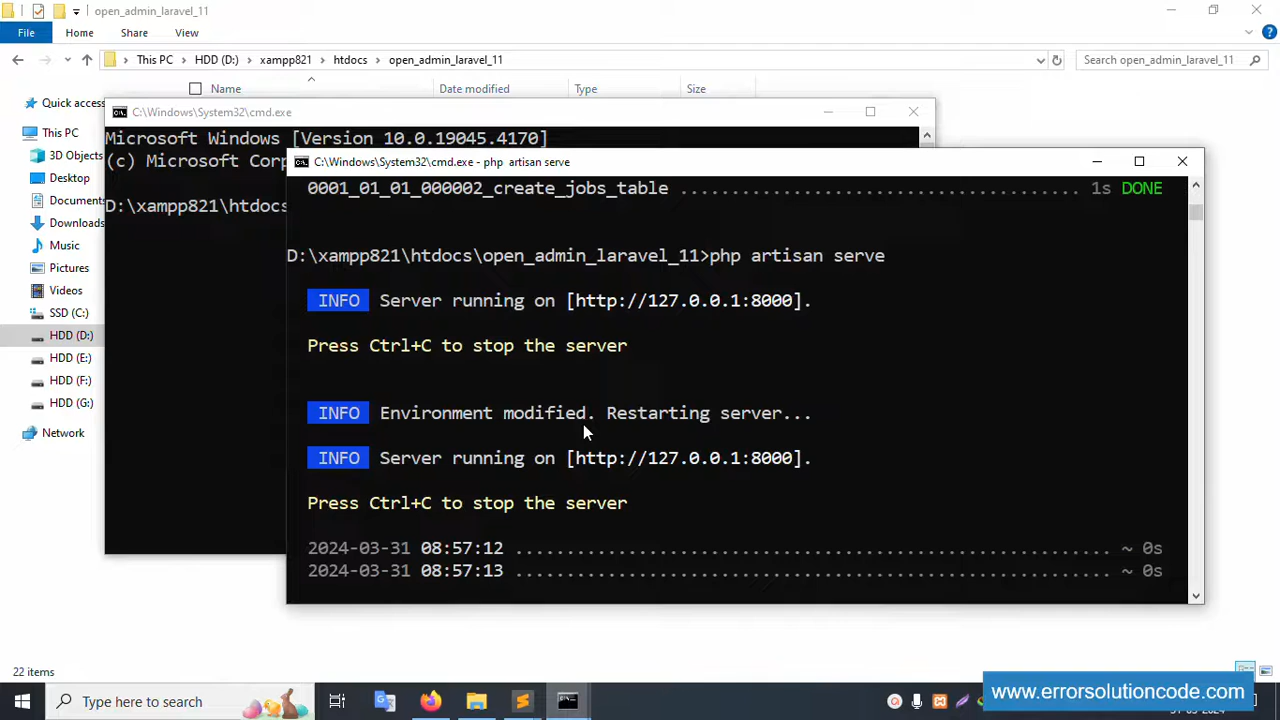 open_admin_laravel_11
File Home Share View
This PC HDD (D:) xampp821 htdocs open_admin_laravel_11
Search open_admin_laravel_11
Name Date modified Type Size
Quick access
This PC
3D Objects
Desktop
Documents
Downloads
Music
Pictures
Videos
SSD (C:)
HDD (D:)
HDD (E:)
HDD (F:)
HDD (G:)
Network
C:\Windows\System32\cmd.exe
Microsoft Windows [Version 10.0.19045.4170]
(c) Microsoft Corp
D:\xampp821\htdocs
C:\Windows\System32\cmd.exe - php artisan serve
0001_01_01_000002_create_jobs_table ...................................... 1s DONE
D:\xampp821\htdocs\open_admin_laravel_11>php artisan serve
INFO Server running on [http://127.0.0.1:8000].
Press Ctrl+C to stop the server
INFO Environment modified. Restarting server...
INFO Server running on [http://127.0.0.1:8000].
Press Ctrl+C to stop the server
2024-03-31 08:57:12 ......................................................... ~ 0s
2024-03-31 08:57:13 ......................................................... ~ 0s
22 items
Type here to search
www.errorsolutioncode.com